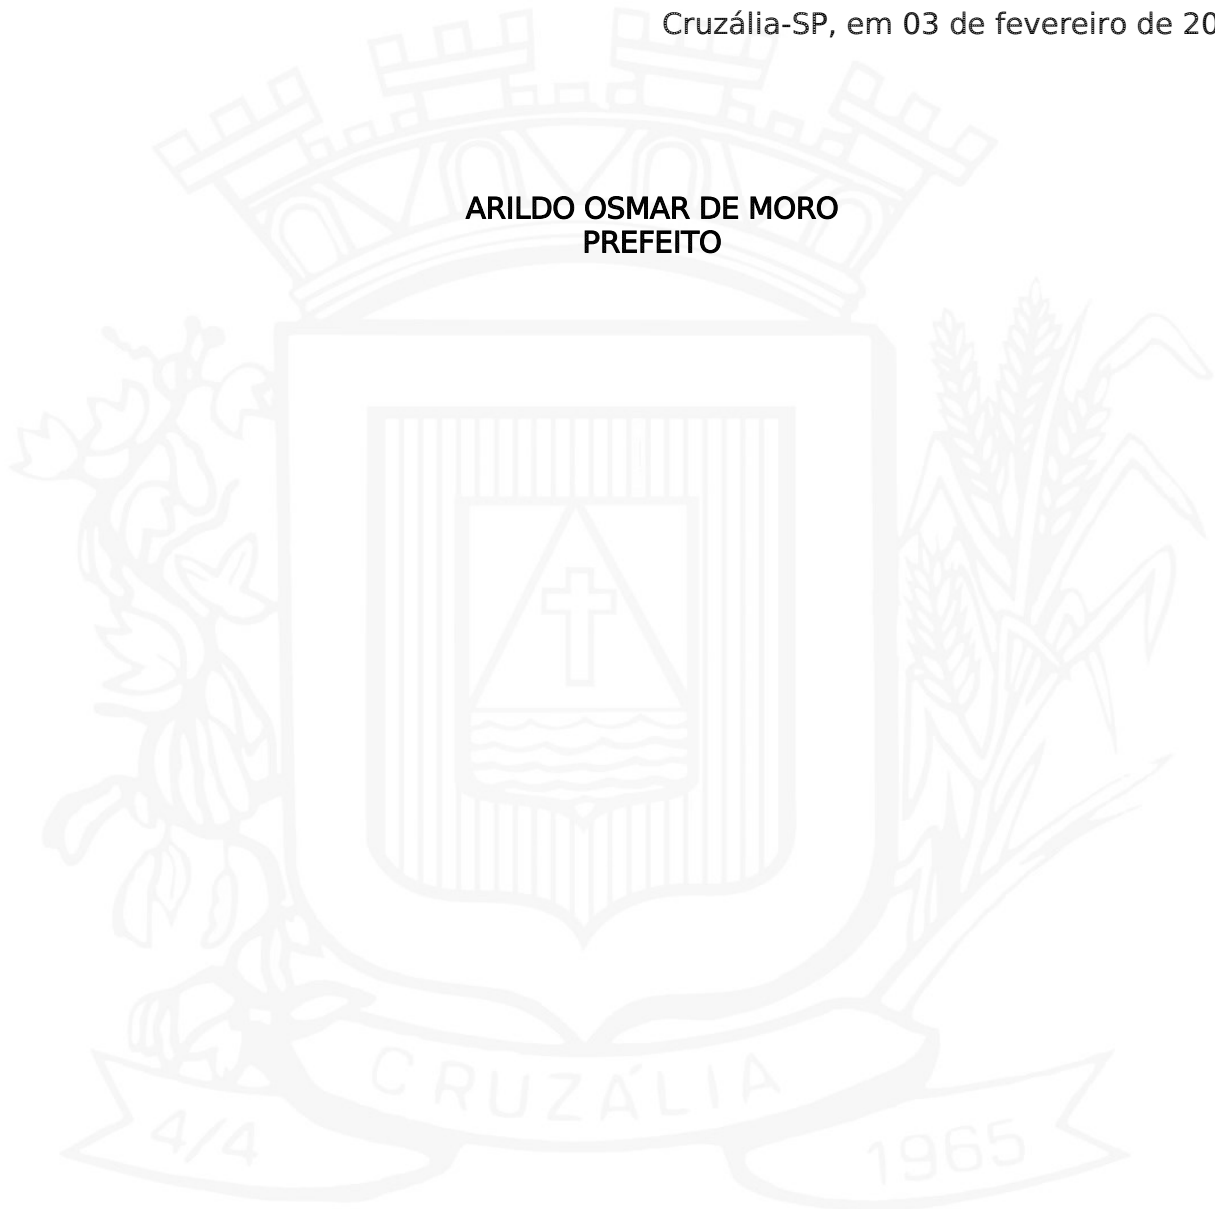 Cruzália-SP, em 03 de fevereiro de 20
ARILDO OSMAR DE MORO
PREFEITO
CRUZÁLIA
4/4
1965